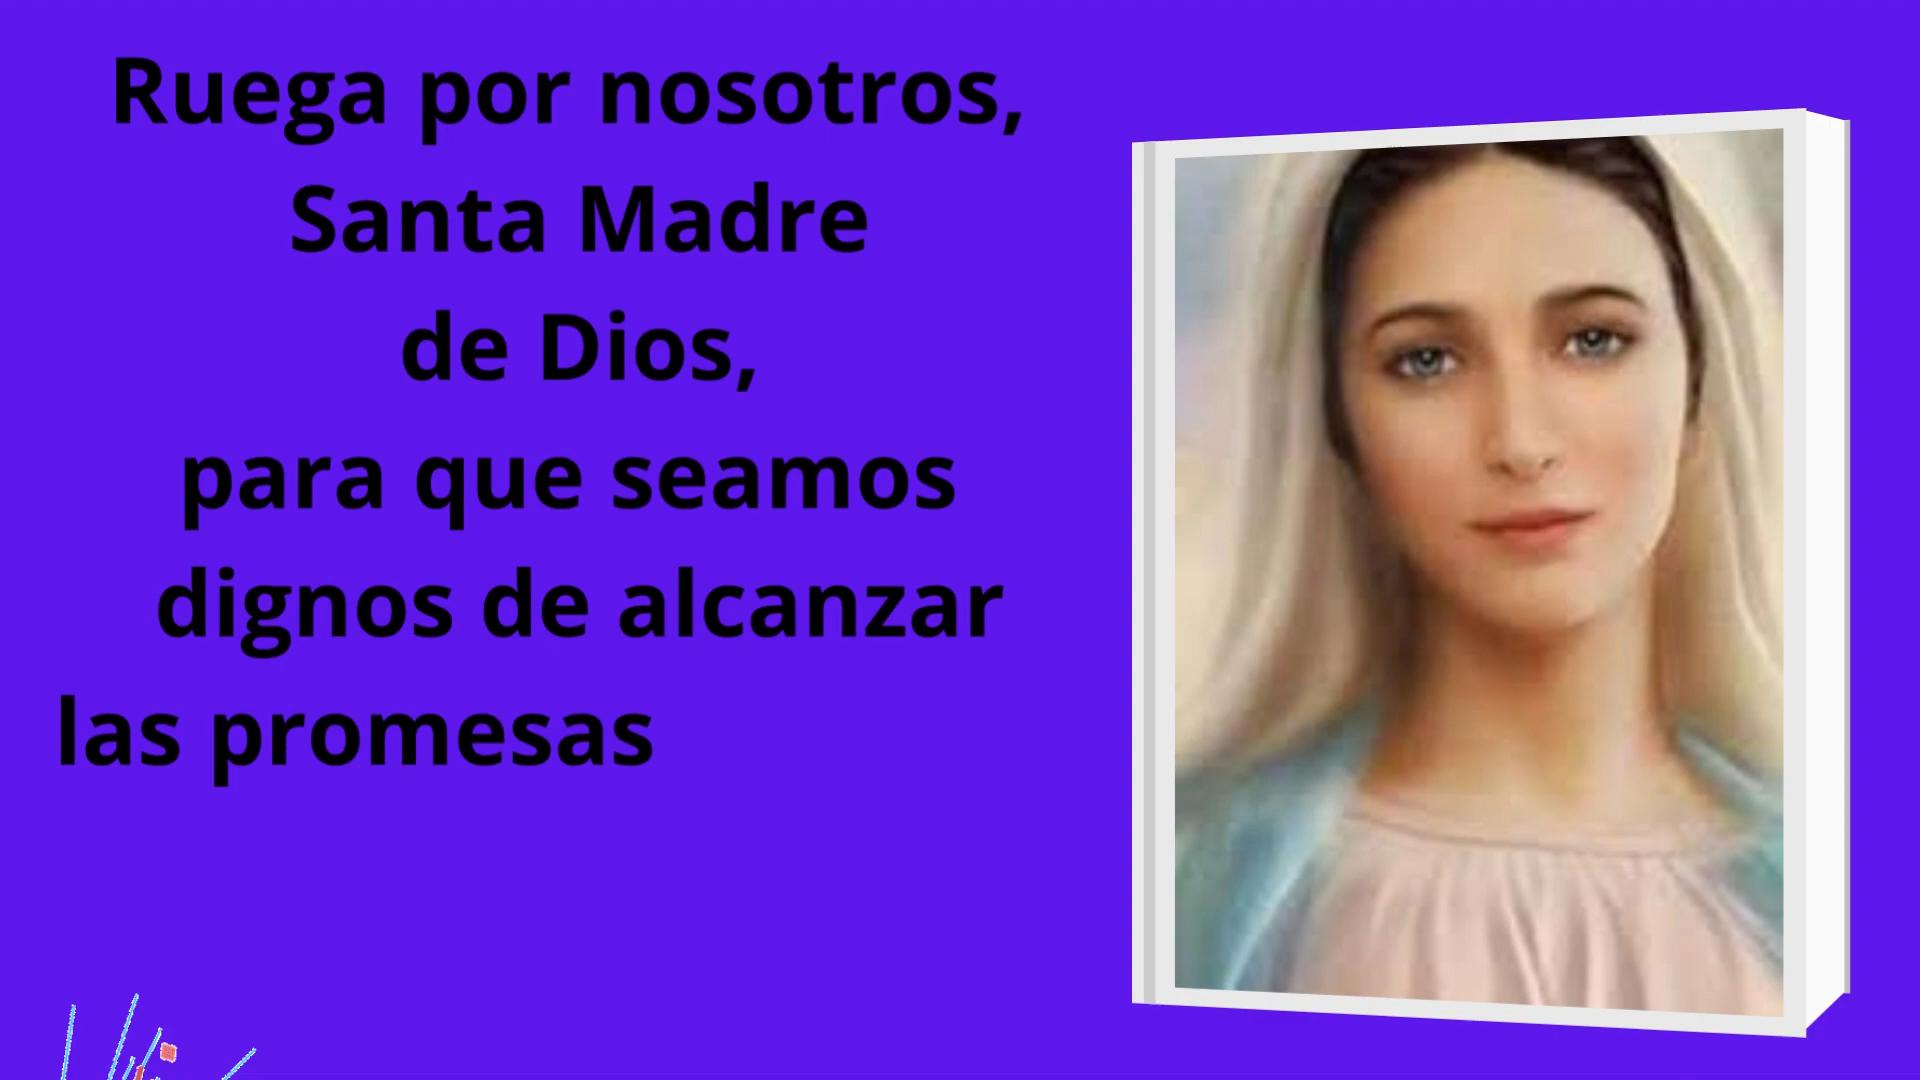 Ruega por nosotros,
Santa Madre
de Dios,
para que seamos
dignos de alcanzar
las promesas